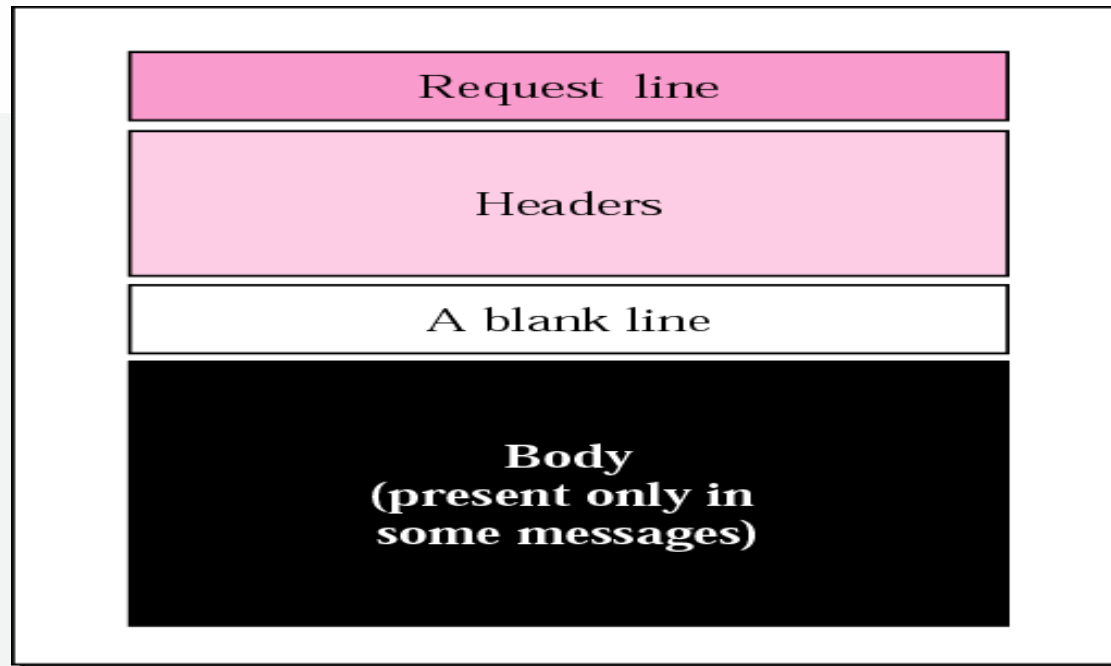 Request line
Headers
A blank line
Body
(present only in
some messages)